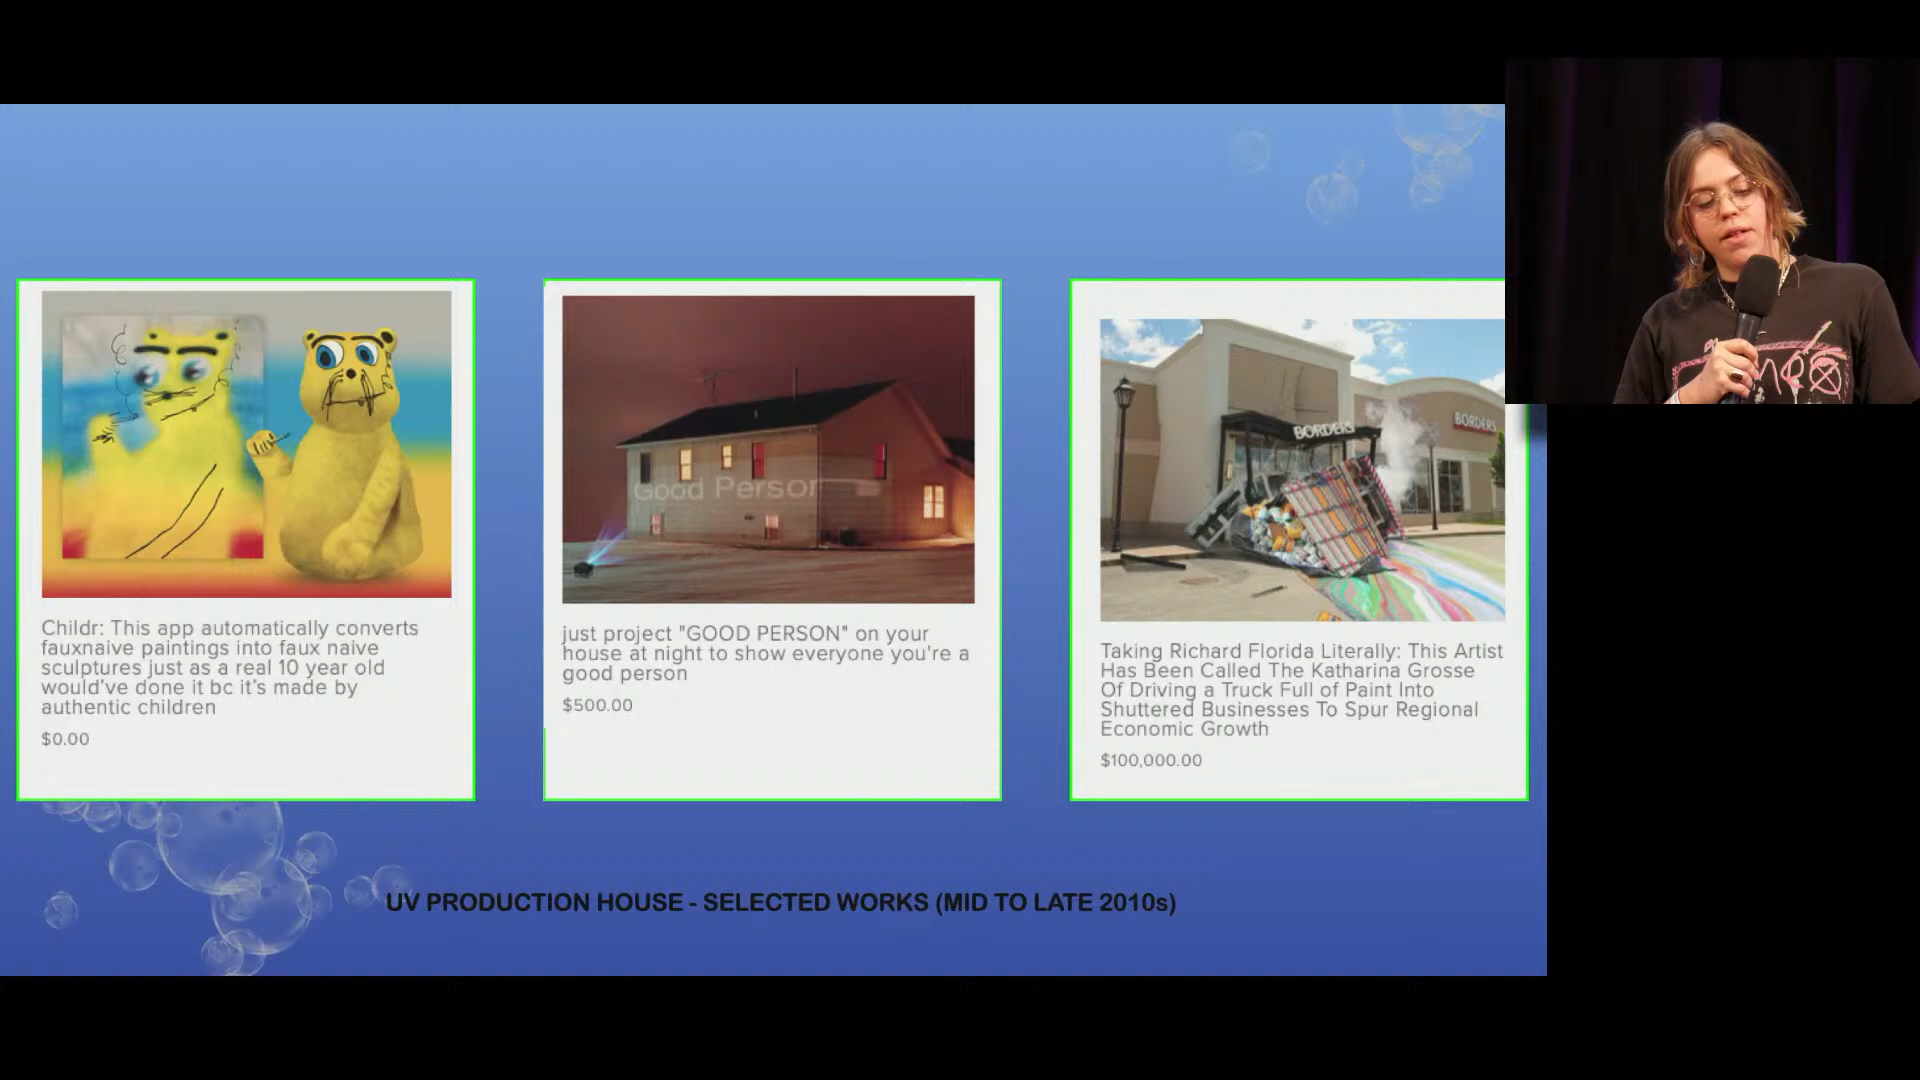 Good Person
BORDERS
BORDERS
Childr: This app automatically converts
fauxnaive paintings into faux naive
sculptures just as a real 10 year old
would've done it bc it's made by
authentic children
$0.00
just project "GOOD PERSON" on your
house at night to show everyone you're a
good person
$500.00
Taking Richard Florida Literally: This Artist
Has Been Called The Katharina Grosse
Of Driving a Truck Full of Paint Into
Shuttered Businesses To Spur Regional
Economic Growth
$100,000.00
UV PRODUCTION HOUSE - SELECTED WORKS (MID TO LATE 2010s)